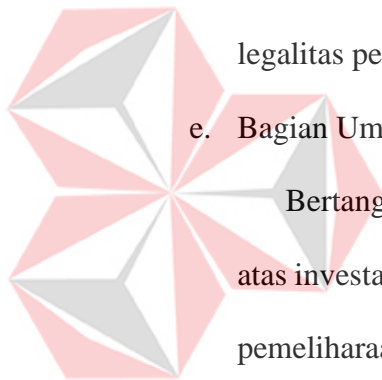 legalitas pe
e. Bagian Um
Bertang
atas investa
pemeliharaa